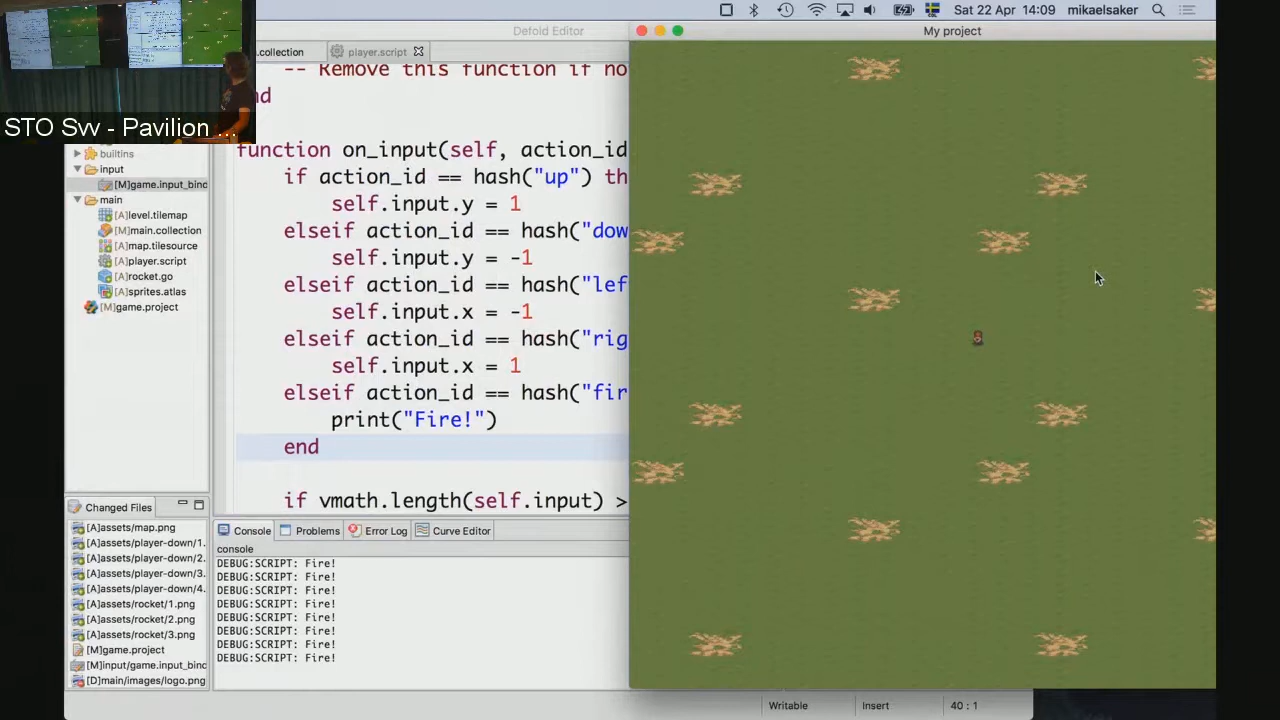 Sat 22 Apr 14:09 mikaelsaker
Defold Editor
My project
.collection
player.script
-- Remove this function if no
nd
STO Svv - Pavilion ...
function on_input(self, action_id
if action_id == hash("up") th
self.input.y = 1
elseif action_id == hash("dow
self.input.y = -1
elseif action_id == hash("lef
self.input.x = -1
elseif action_id == hash("rig
self.input.x = 1
elseif action_id == hash("fir
print("Fire!")
end
if vmath.length(self.input) >
builtins
input
[M]game.input_bind
main
[A]level.tilemap
[M]main.collection
[A]map.tilesource
[A]player.script
[A]rocket.go
[A]sprites.atlas
[M]game.project
Changed Files
[A]assets/map.png
[A]assets/player-down/1.
[A]assets/player-down/2.
[A]assets/player-down/3.
[A]assets/player-down/4.
[A]assets/rocket/1.png
[A]assets/rocket/2.png
[A]assets/rocket/3.png
[M]game.project
[M]input/game.input_bind
[D]main/images/logo.png
Console Problems Error Log Curve Editor
console
DEBUG:SCRIPT: Fire!
DEBUG:SCRIPT: Fire!
DEBUG:SCRIPT: Fire!
DEBUG:SCRIPT: Fire!
DEBUG:SCRIPT: Fire!
DEBUG:SCRIPT: Fire!
DEBUG:SCRIPT: Fire!
DEBUG:SCRIPT: Fire!
Writable Insert 40 : 1